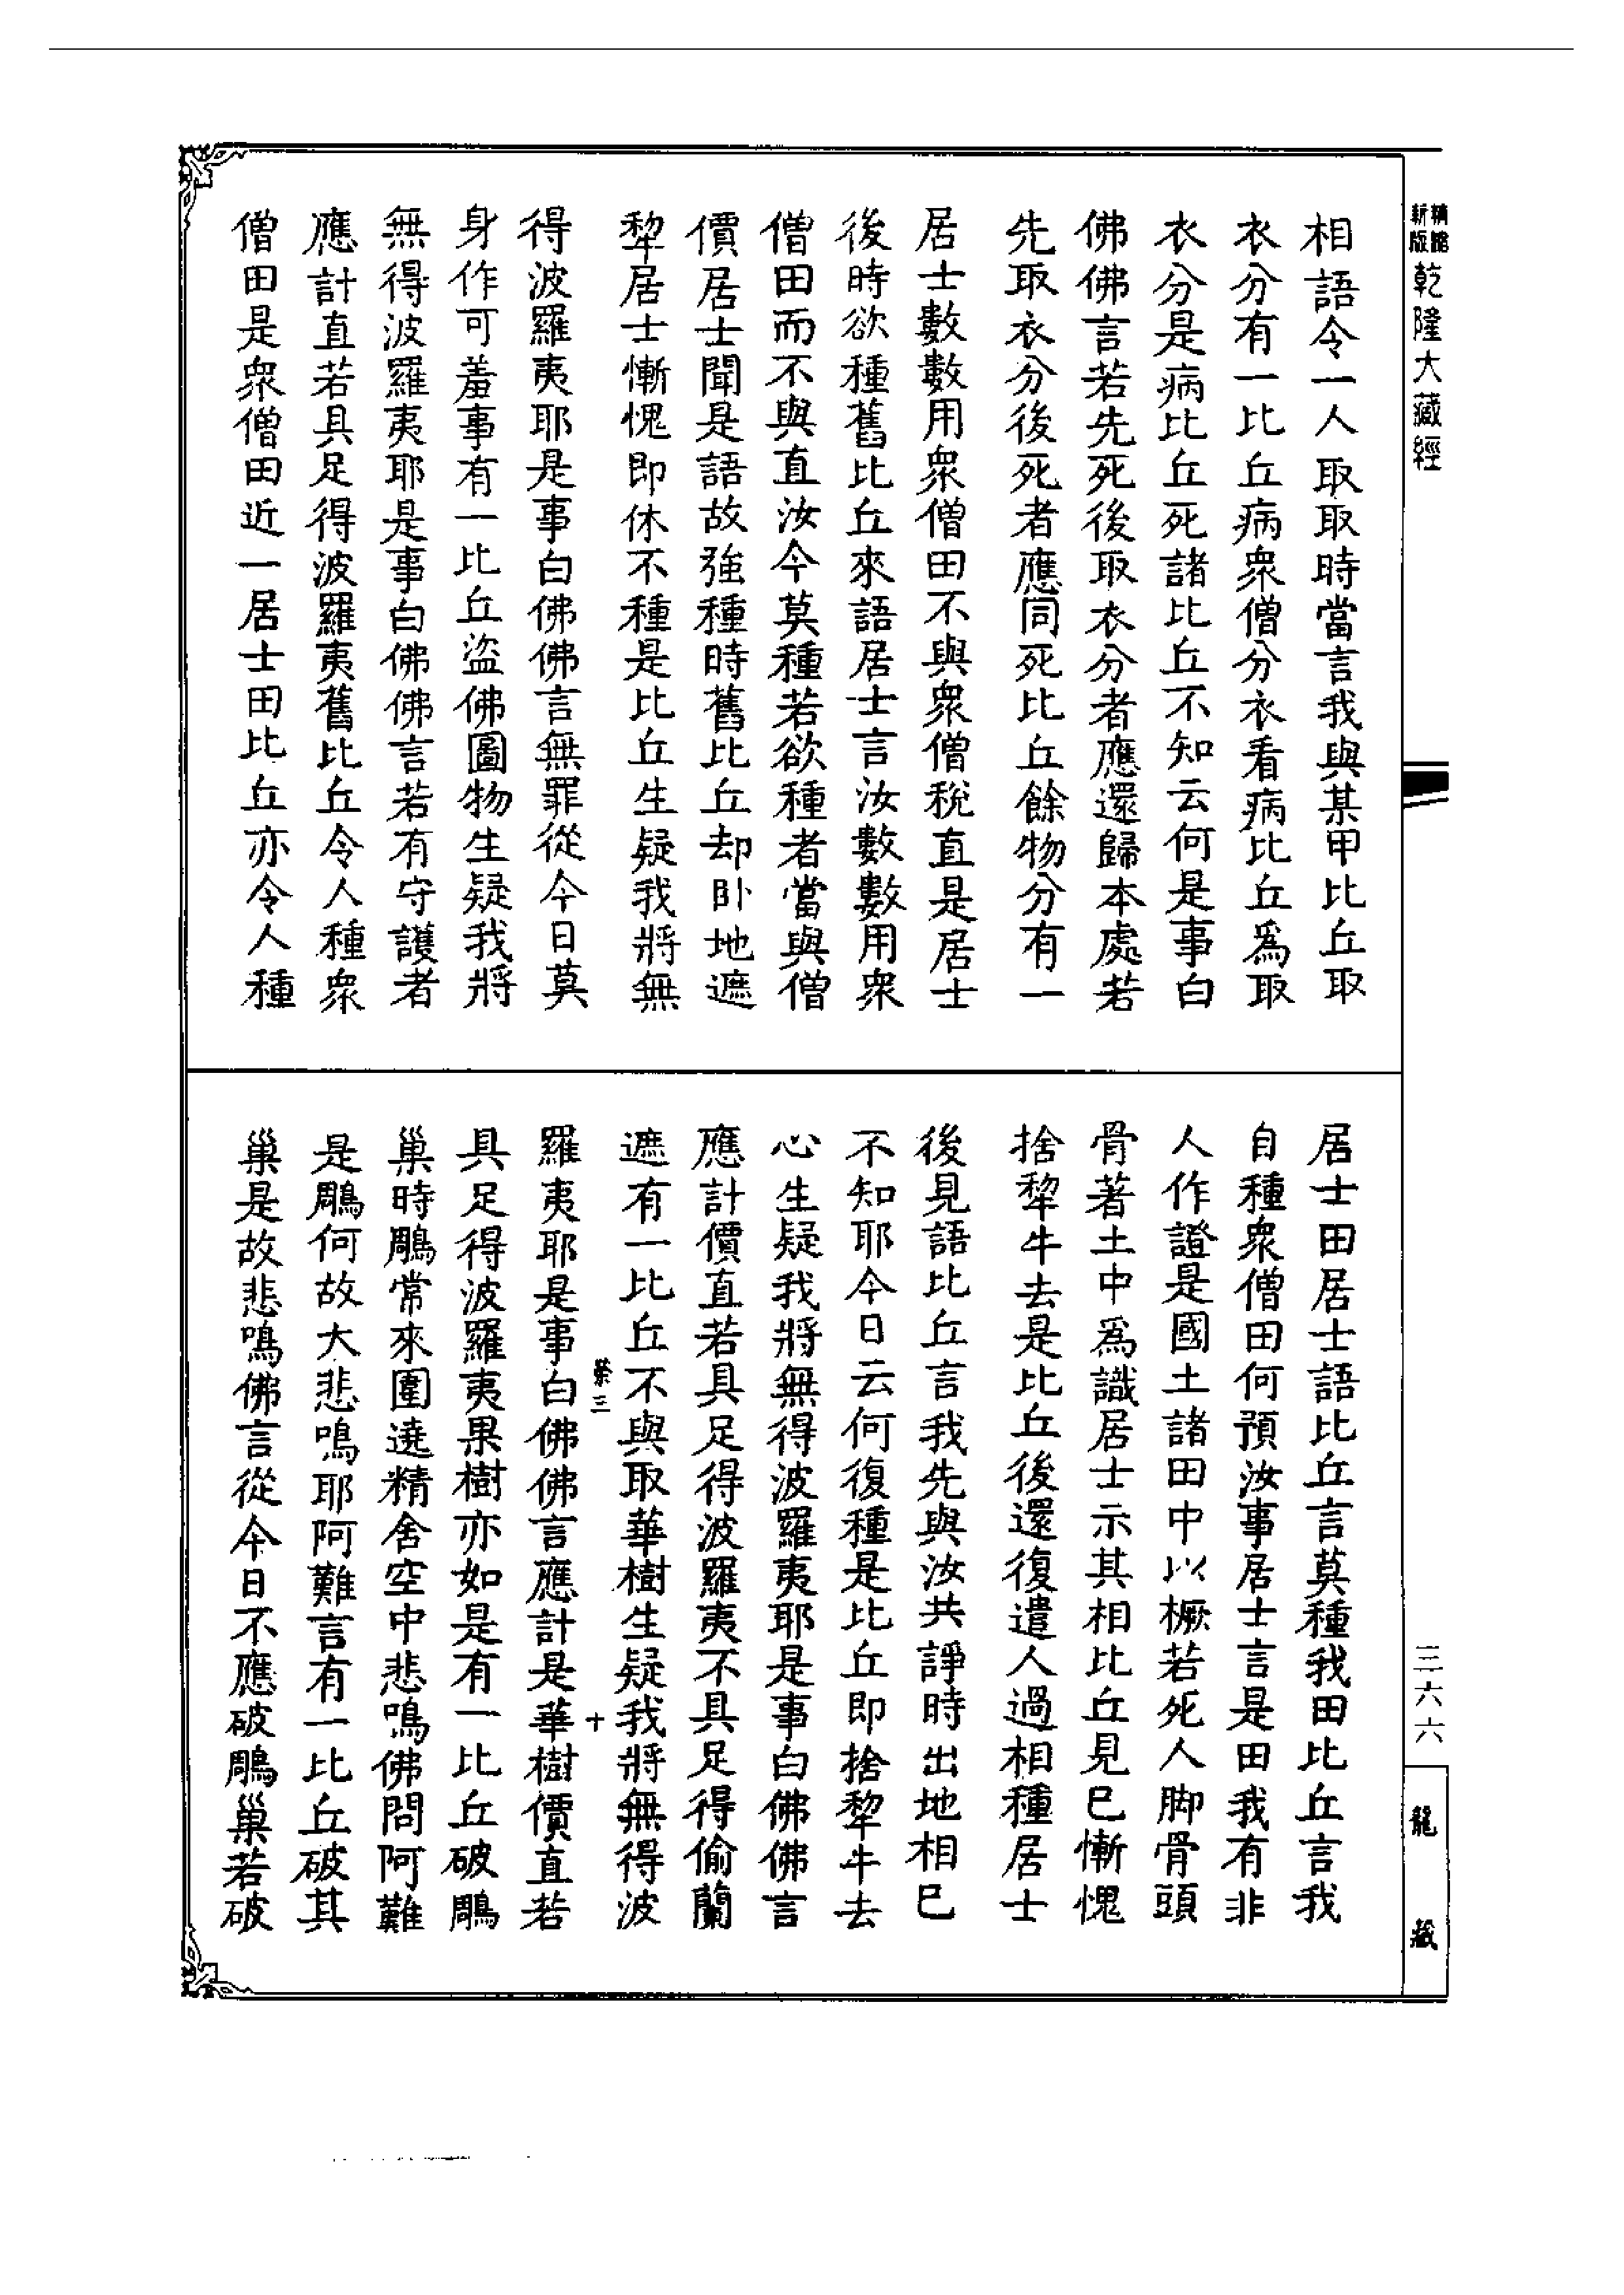 新版
精緻
乾隆大藏經
相語令一人取取時當言我與某甲比丘取
衣分有一比丘病衆僧分衣看病比丘爲取
衣分是病比丘死諸比丘不知云何是事白
佛佛言若先死後取衣分者應還歸本處若
先取衣分後死者應同死比丘餘物分有一
居士數數用衆僧田不與衆僧稅直是居士
後時欲種舊比丘來語居士言汝數數用衆
僧田而不與直汝今莫種若欲種者當與僧
價居士聞是語故強種時舊比丘却卧地遮
犂居士慚愧即休不種是比丘生疑我將無
得波羅夷耶是事白佛佛言無罪從今日莫
身作可羞事有一比丘盜佛圖物生疑我將
無得波羅夷耶是事白佛佛言若有守護者
應計直若具足得波羅夷舊比丘令人種衆
僧田是衆僧田近一居士田比丘亦令人種
居士田居士語比丘言莫種我田比丘言我
自種衆僧田何預汝事居士言是田我有非
人作證是國土諸田中以橛若死人脚骨頭
骨著土中爲識居士示其相比丘見已慚愧
捨犂牛去是比丘後還復遣人過相種居士
後見語比丘言我先與汝共諍時出地相已
不知耶今日云何復種是比丘即捨犂牛去
心生疑我將無得波羅夷耶是事白佛佛言
應計價直若具足得波羅夷不具足得偷蘭
遮有一比丘不與取華樹生疑我將無得波
羅夷耶是事白佛佛言應計是華樹價直若
具足得波羅夷果樹亦如是有一比丘破鵰
巢時鵰常來圍遶精舍空中悲鳴佛問阿難
是鵰何故大悲鳴耶阿難言有一比丘破其
巢是故悲鳴佛言從今日不應破鵰巢若破
三
十
三六六
龍藏